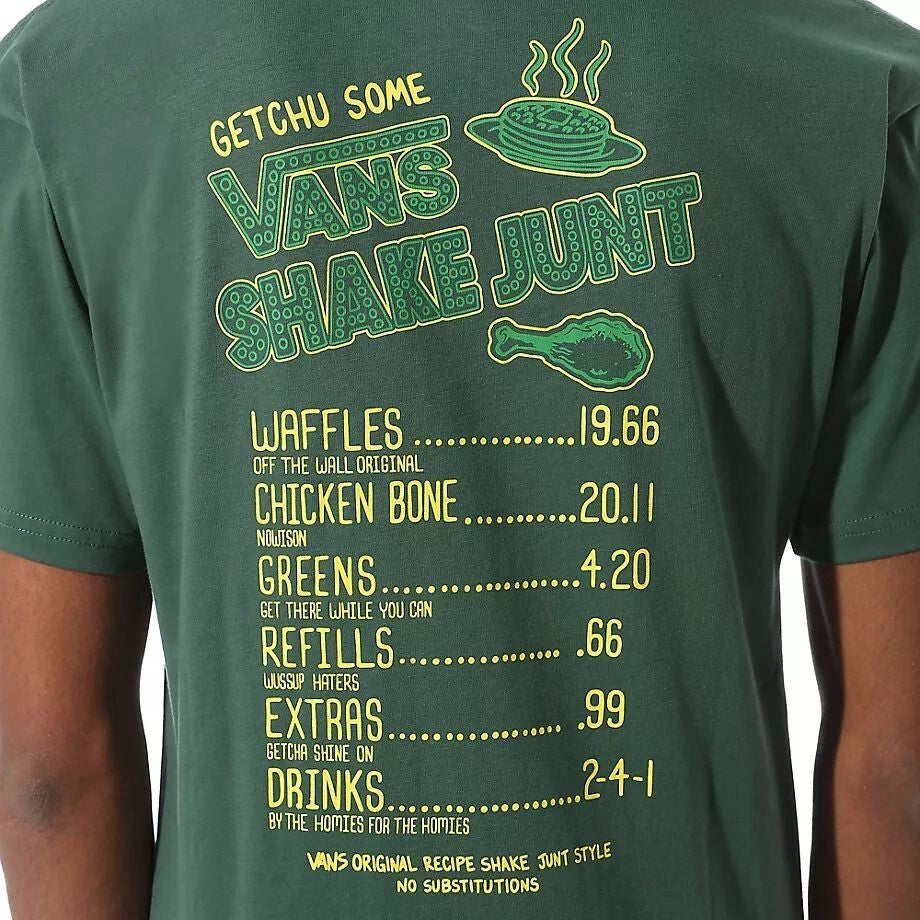 GETCHU SOME
VANS
SHAKE JUNT
WAFFLES ............... 19.66
OFF THE WALL ORIGINAL
CHICKEN BONE ........... 20.11
NOWISON
GREENS ..................... 4.20
GET THERE WHILE YOU CAN
REFILLS ................. .66
WUSSUP HATERS
EXTRAS ................... .99
GETCHA SHINE ON
DRINKS ..................... 2-4-1
BY THE HOMIES FOR THE HOMIES
VANS ORIGINAL RECIPE SHAKE JUNT STYLE
NO SUBSTITUTIONS